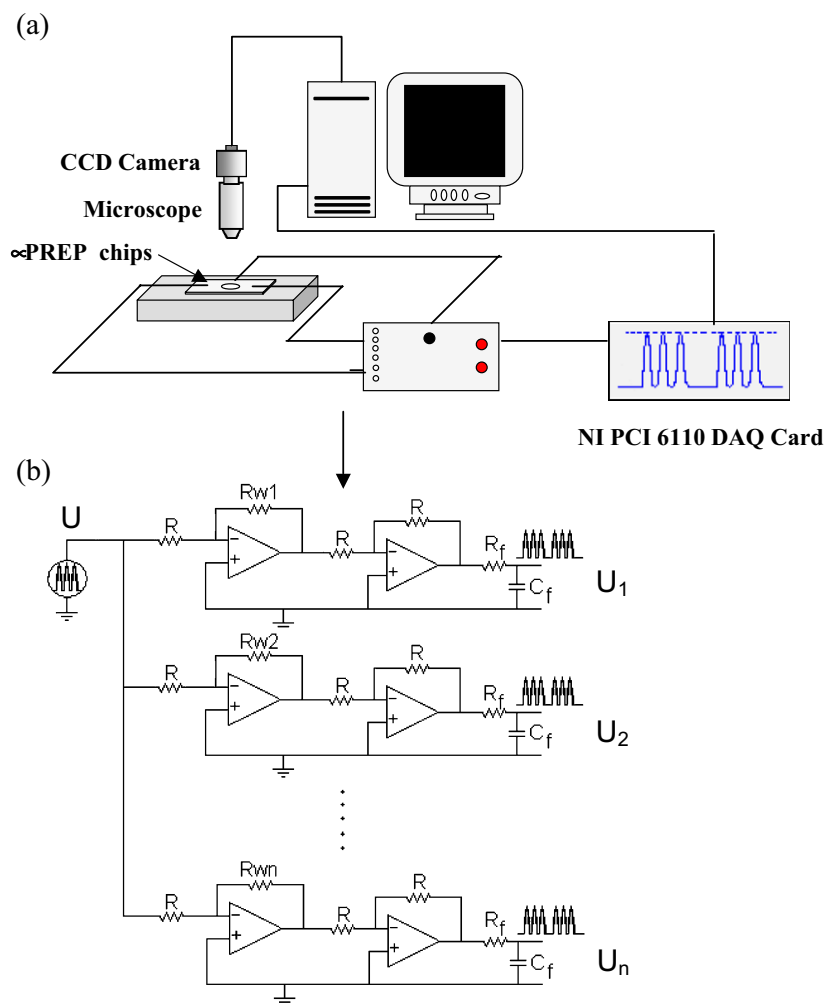 (a)
CCD Camera
Microscope
∝PREP chips
NI PCI 6110 DAQ Card
(b)
U
R
Rw1
R
R
Rf
Cf
U1
R
Rw2
R
R
Rf
Cf
U2
R
Rwn
R
R
Rf
Cf
Un